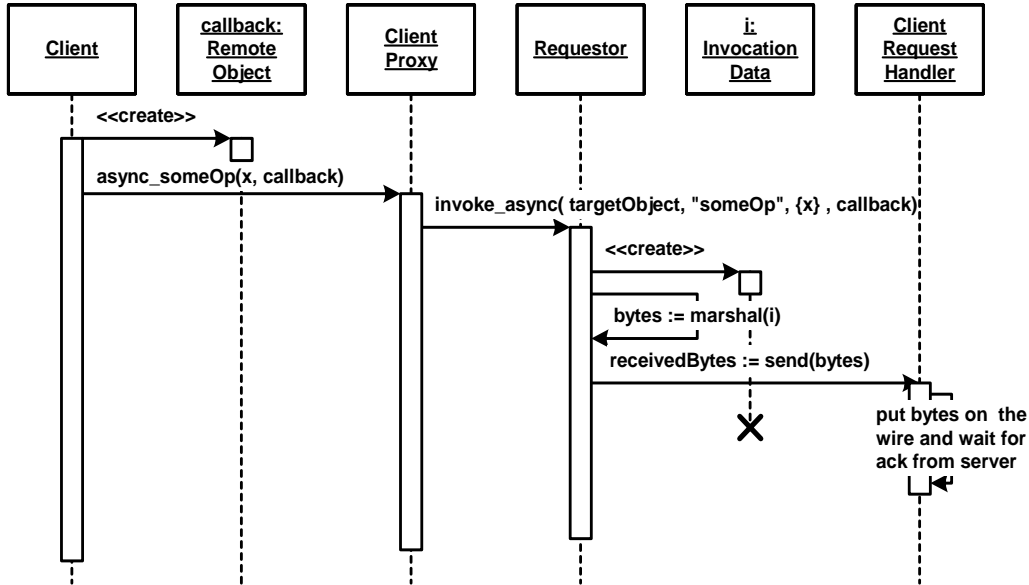 Client
callback:
Remote
Object
Client
Proxy
Requestor
i:
Invocation
Data
Client
Request
Handler
<<create>>
async_someOp(x, callback)
invoke_async( targetObject, "someOp", {x} , callback)
<<create>>
bytes := marshal(i)
receivedBytes := send(bytes)
put bytes on the
wire and wait for
ack from server